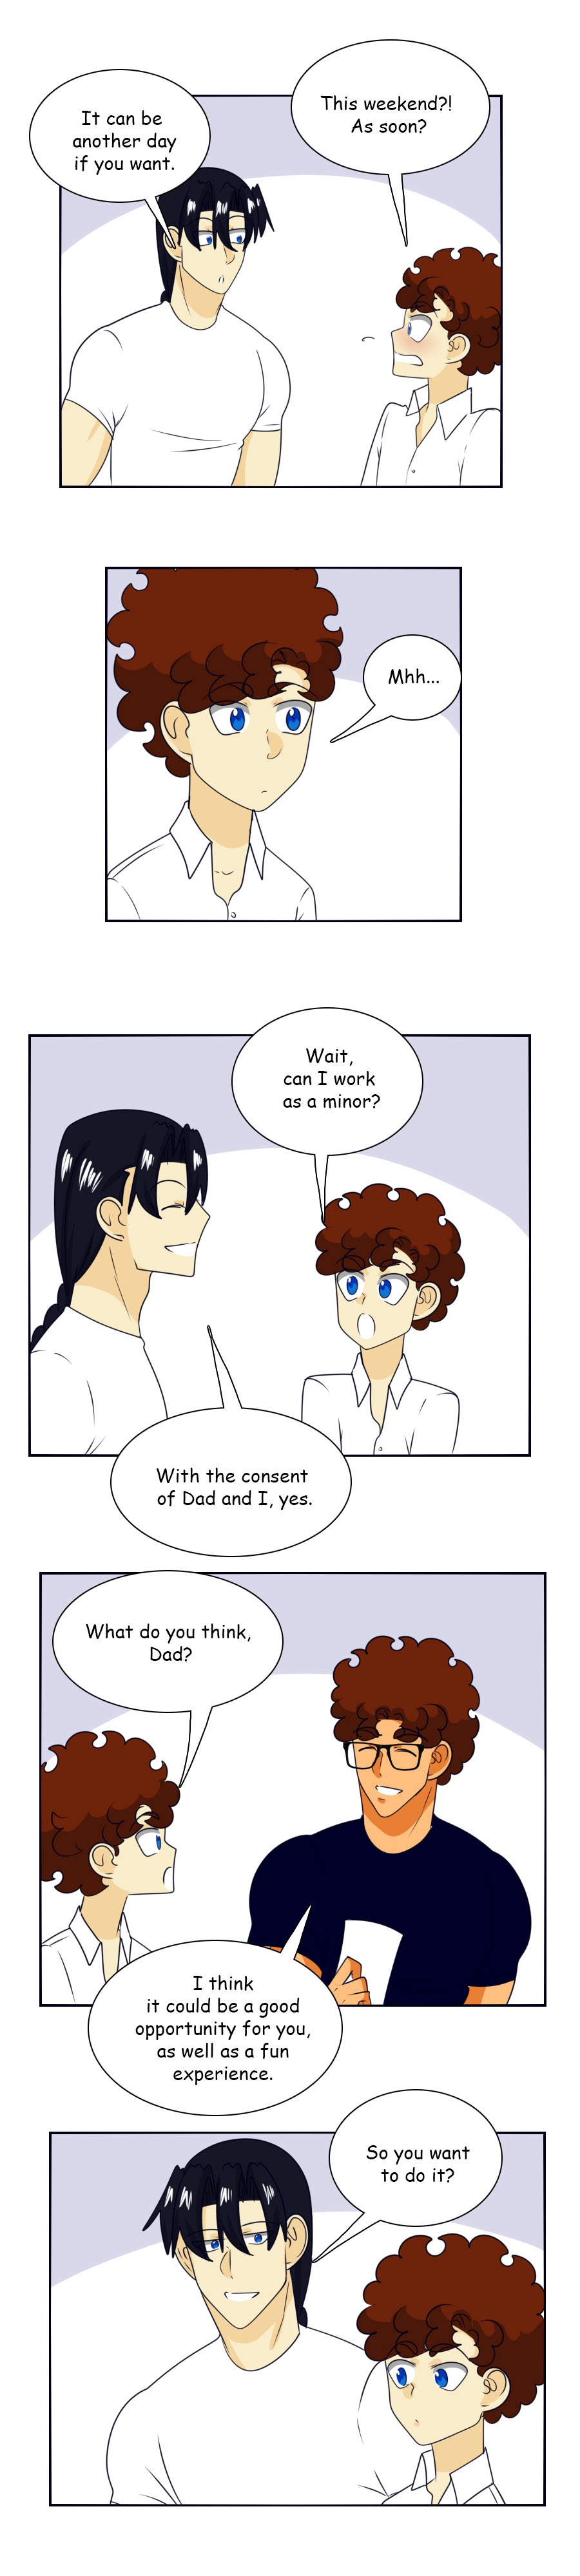 This weekend?!
As soon?
It can be
another day
if you want.
Mhh...
Wait,
can I work
as a minor?
With the consent
of Dad and I, yes.
What do you think,
Dad?
I think
it could be a good
opportunity for you,
as well as a fun
experience.
So you want
to do it?